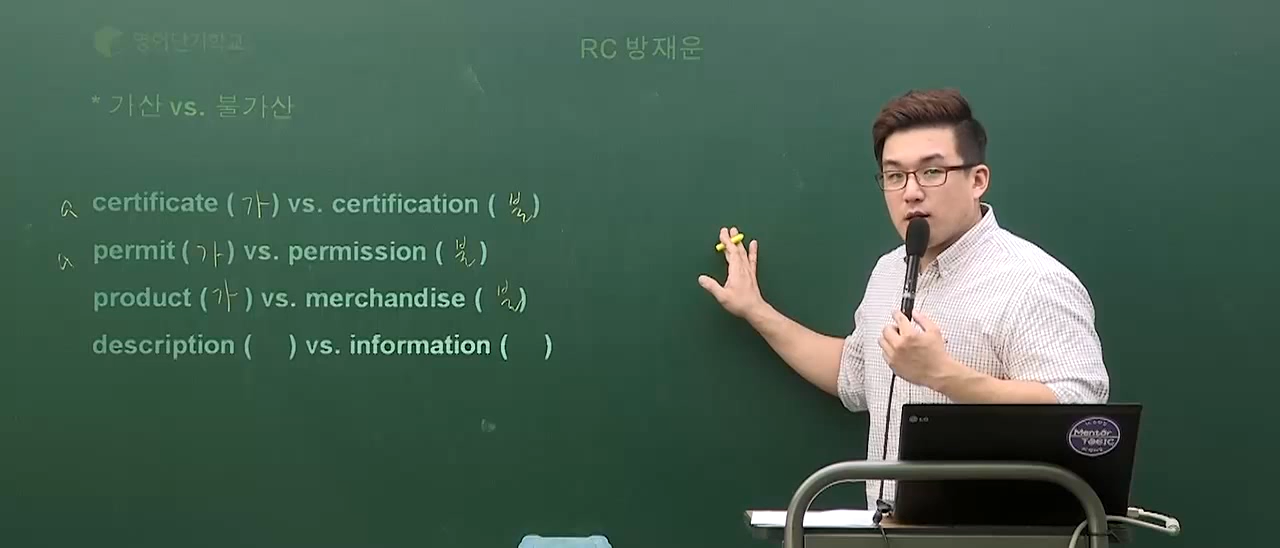 영어단기학교
RC 방재운
* 가산 vs. 불가산
a certificate ( 가 ) vs. certification ( 불 )
a permit ( 가 ) vs. permission ( 불 )
product ( 가 ) vs. merchandise ( 불 )
description ( ) vs. information ( )
LG
Mentor
TOEIC